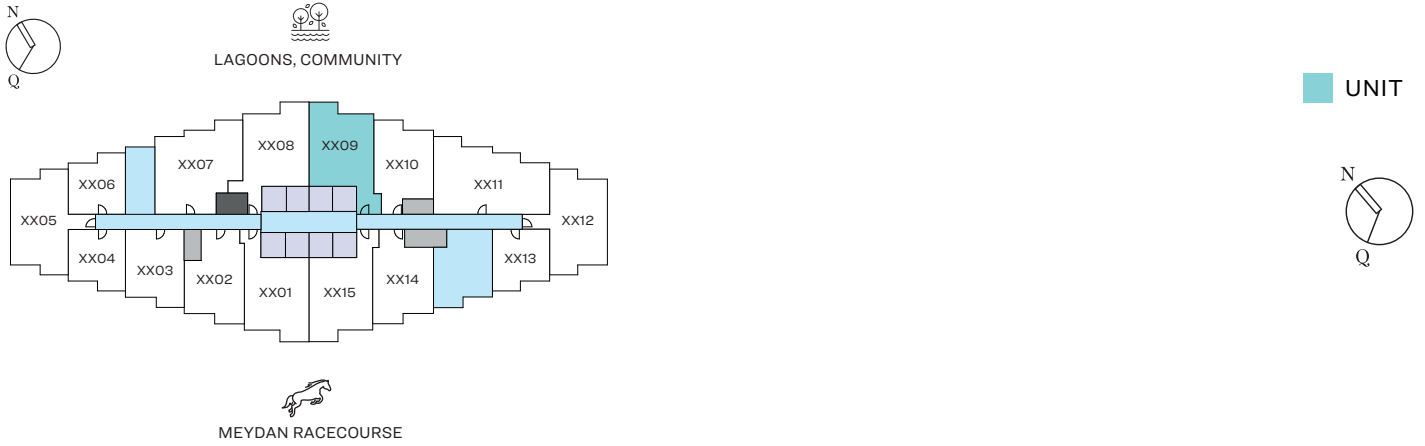 N
Q
LAGOONS, COMMUNITY
UNIT
XX08
XX09
XX07
XX10
XX06
XX11
XX05
XX12
XX04
XX03
XX02
XX01
XX15
XX14
XX13
N
Q
MEYDAN RACECOURSE